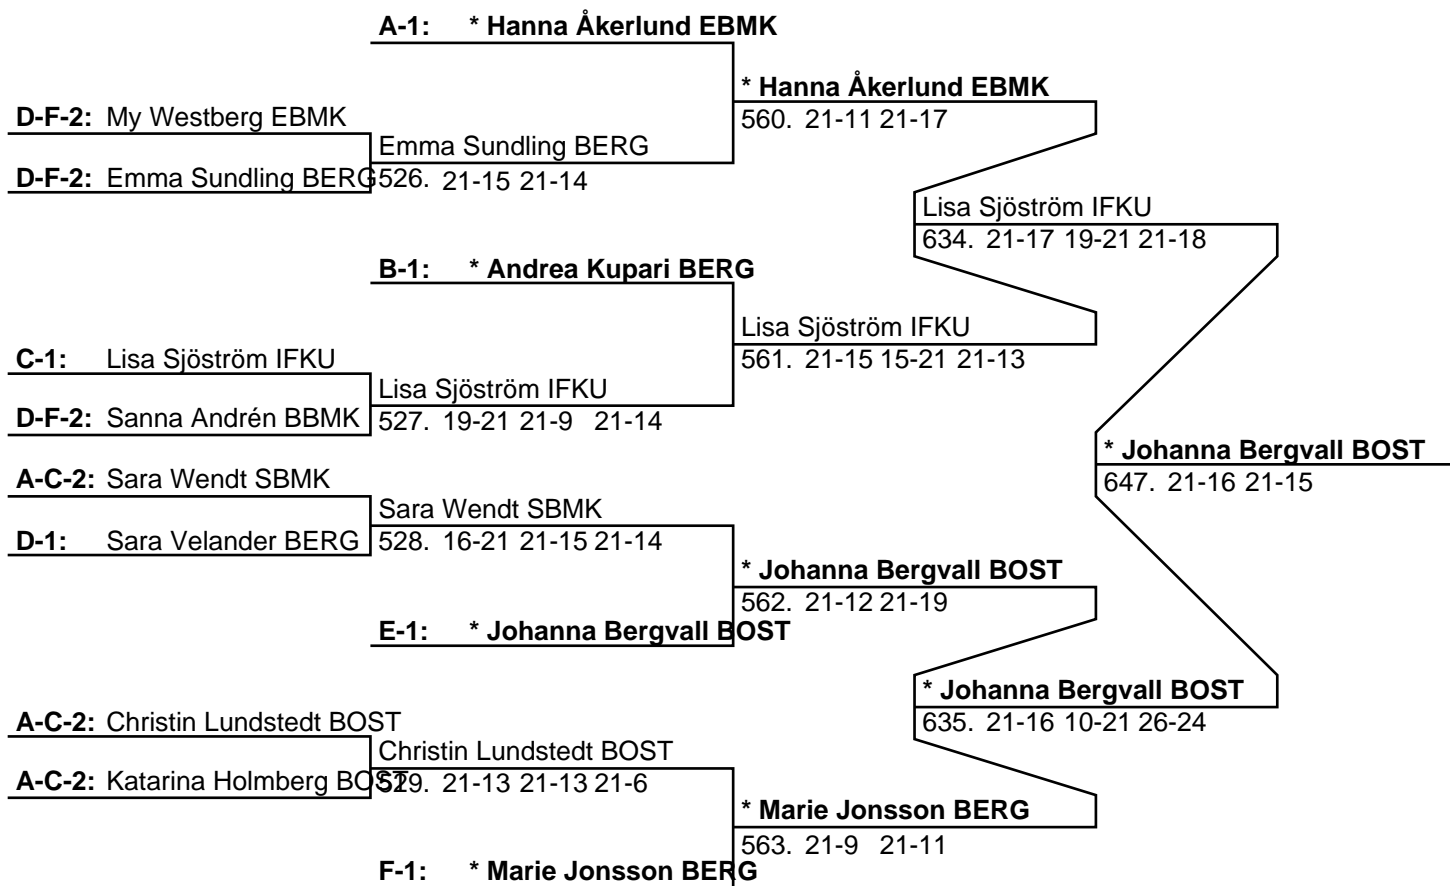 A-1: * Hanna Åkerlund EBMK
* Hanna Åkerlund EBMK
D-F-2: My Westberg EBMK
560. 21-11 21-17
Emma Sundling BERG
D-F-2: Emma Sundling BERG
526. 21-15 21-14
Lisa Sjöström IFKU
634. 21-17 19-21 21-18
B-1: * Andrea Kupari BERG
Lisa Sjöström IFKU
C-1: Lisa Sjöström IFKU
561. 21-15 15-21 21-13
Lisa Sjöström IFKU
D-F-2: Sanna Andrén BBMK
527. 19-21 21-9 21-14
* Johanna Bergvall BOST
A-C-2: Sara Wendt SBMK
647. 21-16 21-15
Sara Wendt SBMK
D-1: Sara Velander BERG
528. 16-21 21-15 21-14
* Johanna Bergvall BOST
562. 21-12 21-19
E-1: * Johanna Bergvall BOST
* Johanna Bergvall BOST
A-C-2: Christin Lundstedt BOST
635. 21-16 10-21 26-24
Christin Lundstedt BOST
A-C-2: Katarina Holmberg BOST
529. 21-13 21-13 21-6
* Marie Jonsson BERG
563. 21-9 21-11
F-1: * Marie Jonsson BERG